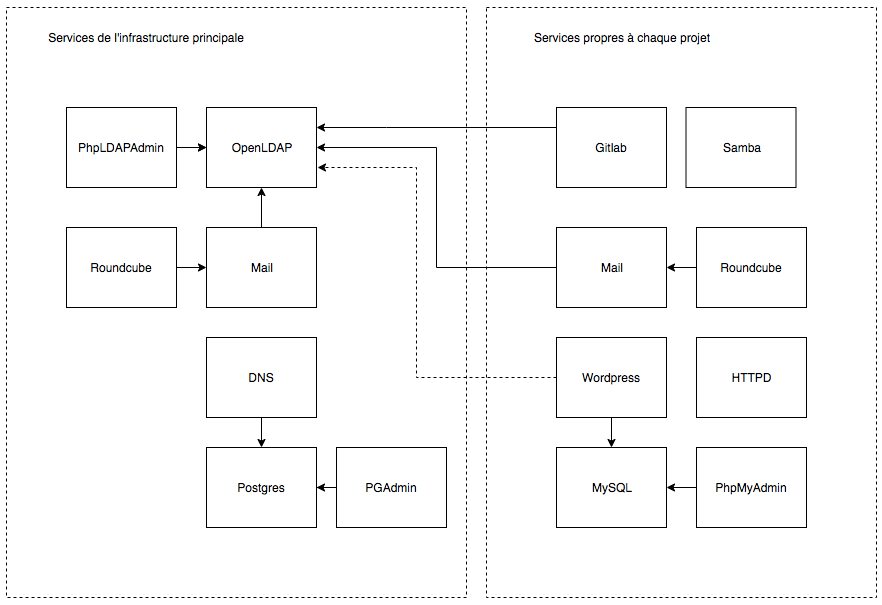 Services de l'infrastructure principale
Services propres à chaque projet
PhpLDAPAdmin
OpenLDAP
Gitlab
Samba
Roundcube
Mail
Mail
Roundcube
DNS
Wordpress
HTTPD
Postgres
PGAdmin
MySQL
PhpMyAdmin